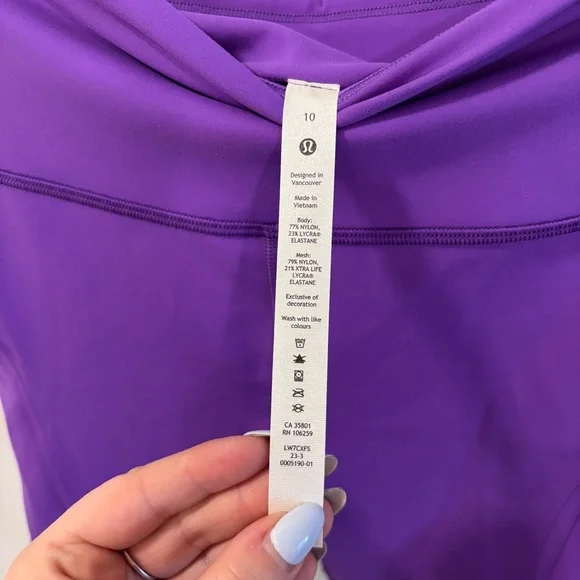 10
Designed in
Vancouver
Made in
Vietnam
Body:
77% NYLON,
23% LYCRA®
ELASTANE
Mesh:
79% NYLON,
21% XTRA LIFE
LYCRA®
ELASTANE
Exclusive of
decoration
Wash with like
colours
CA 35801
RN 106259
LW7CXFS
23-3
0005190-01